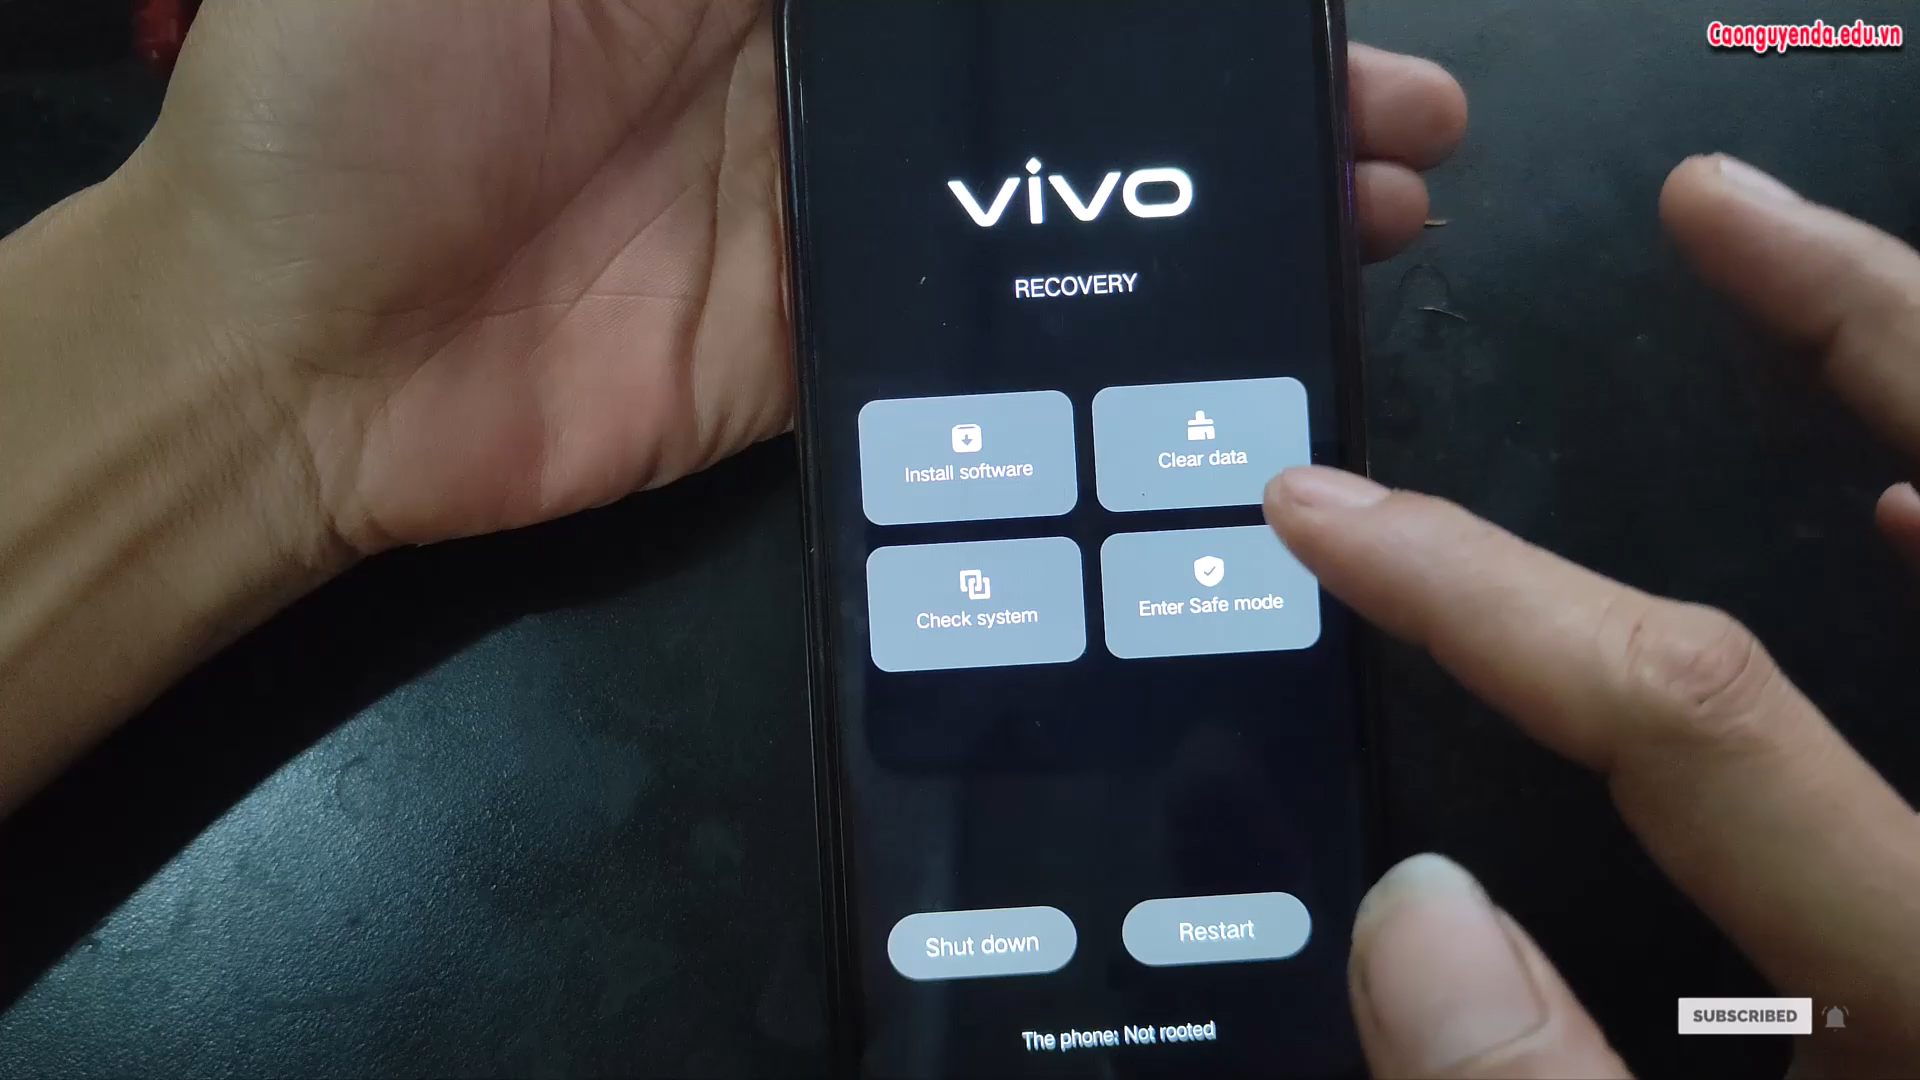 Caonguyenda.edu.vn
vivo
RECOVERY
Install software
Clear data
Check system
Enter Safe mode
Shut down
Restart
The phone: Not rooted
SUBSCRIBED